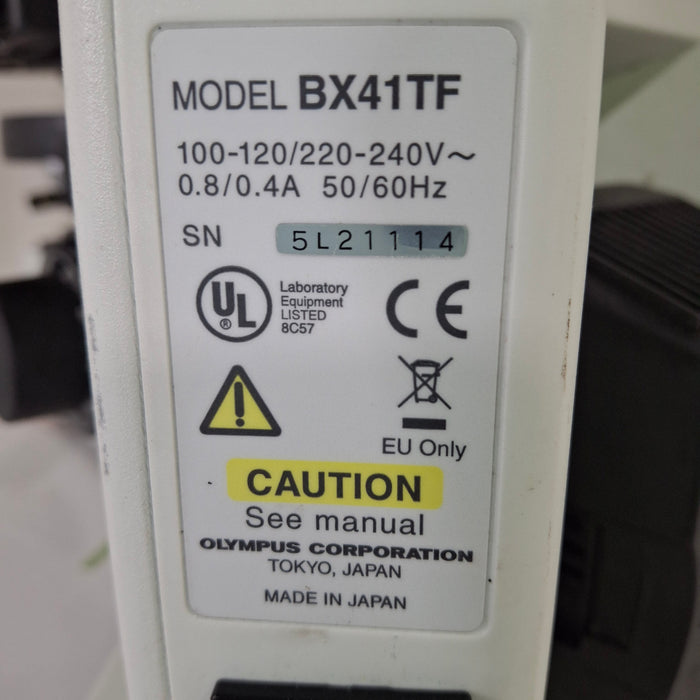 MODEL BX41TF
100-120/220-240V~
0.8/0.4A 50/60Hz
SN 5L21114
UL
®
Laboratory
Equipment
LISTED
8C57
CE
EU Only
CAUTION
See manual
OLYMPUS CORPORATION
TOKYO, JAPAN
MADE IN JAPAN